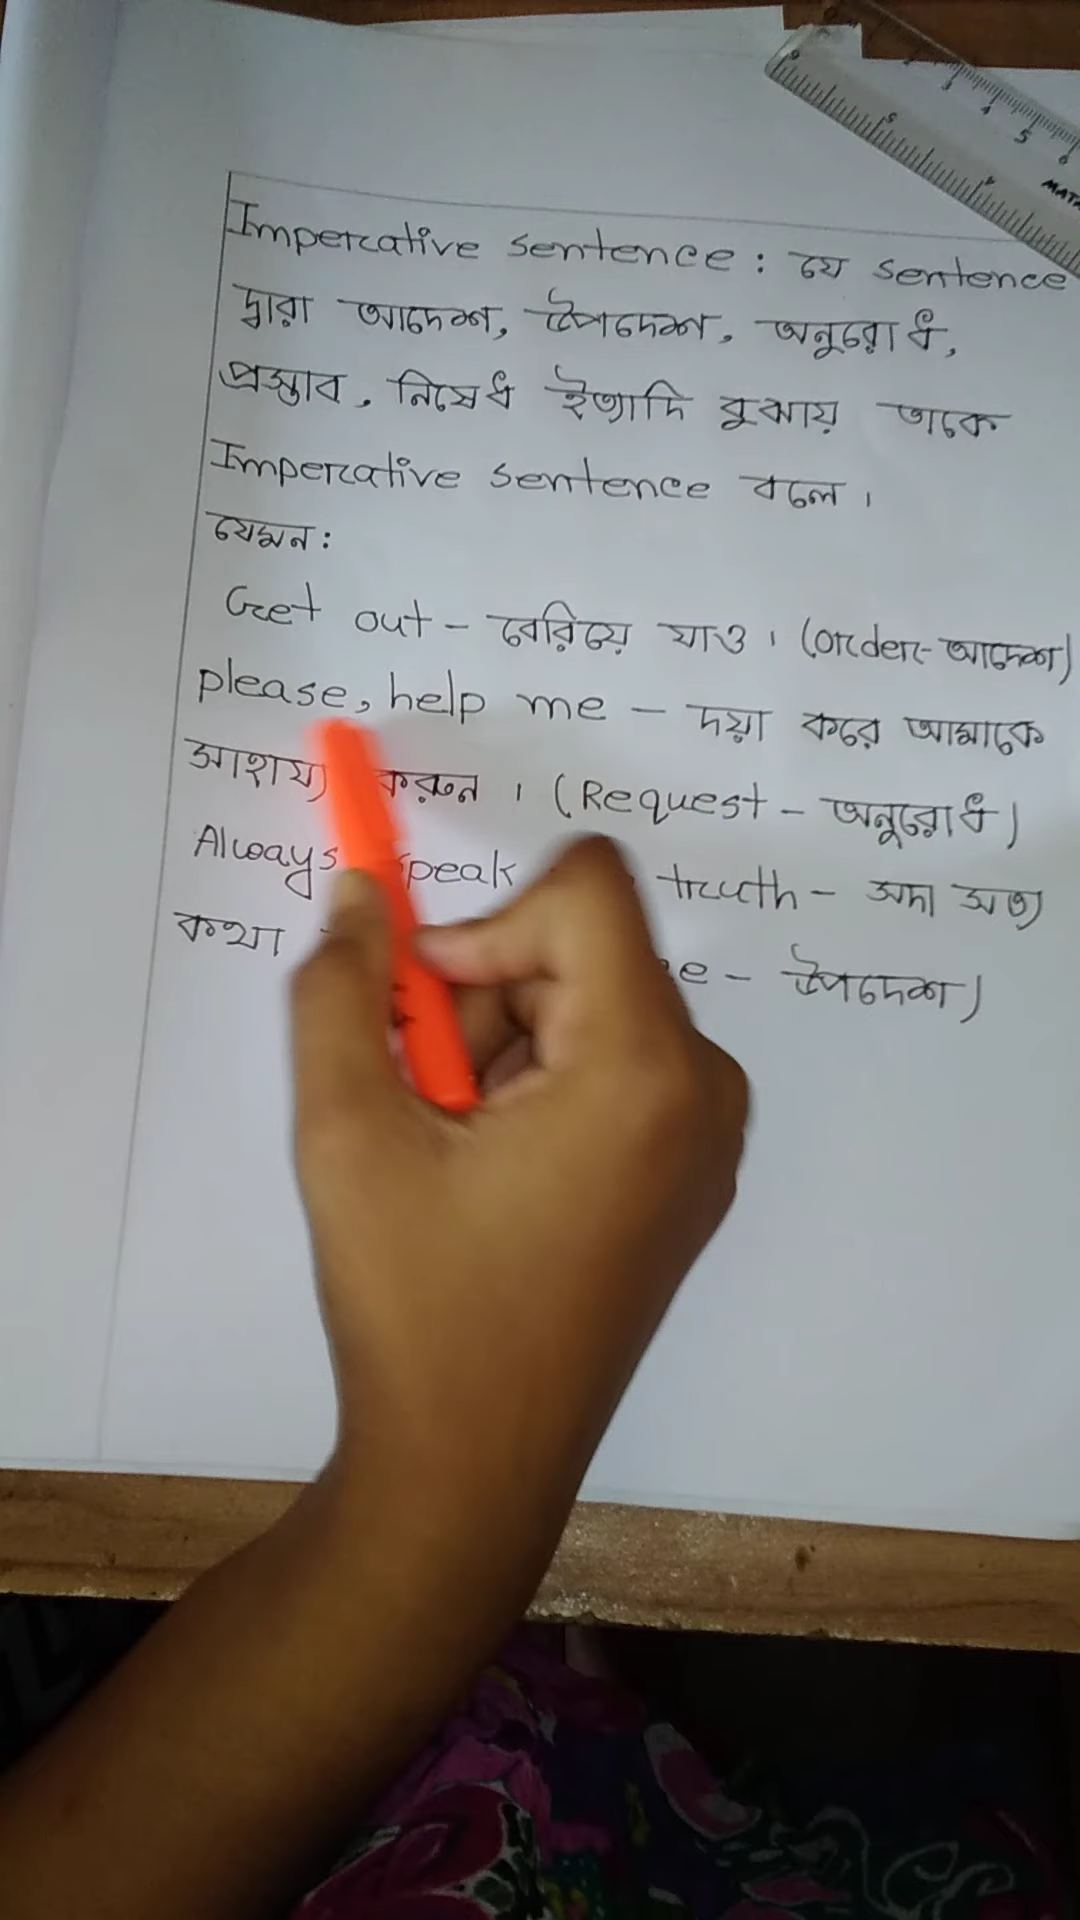 Imperative sentence: যে sentence
দ্বারা আদেশ, উপদেশ, অনুরোধ,
প্রস্তাব, নিষেধ ইত্যাদি বুঝায় তাকে
Imperative sentence বলে।
যেমন:
Get out - বেরিয়ে যাও। (order - আদেশ)
please, help me - দয়া করে আমাকে
সাহায্য করুন। (Request - অনুরোধ)
Always speak truth - সদা সত্য
কথা - উপদেশ)
MATH